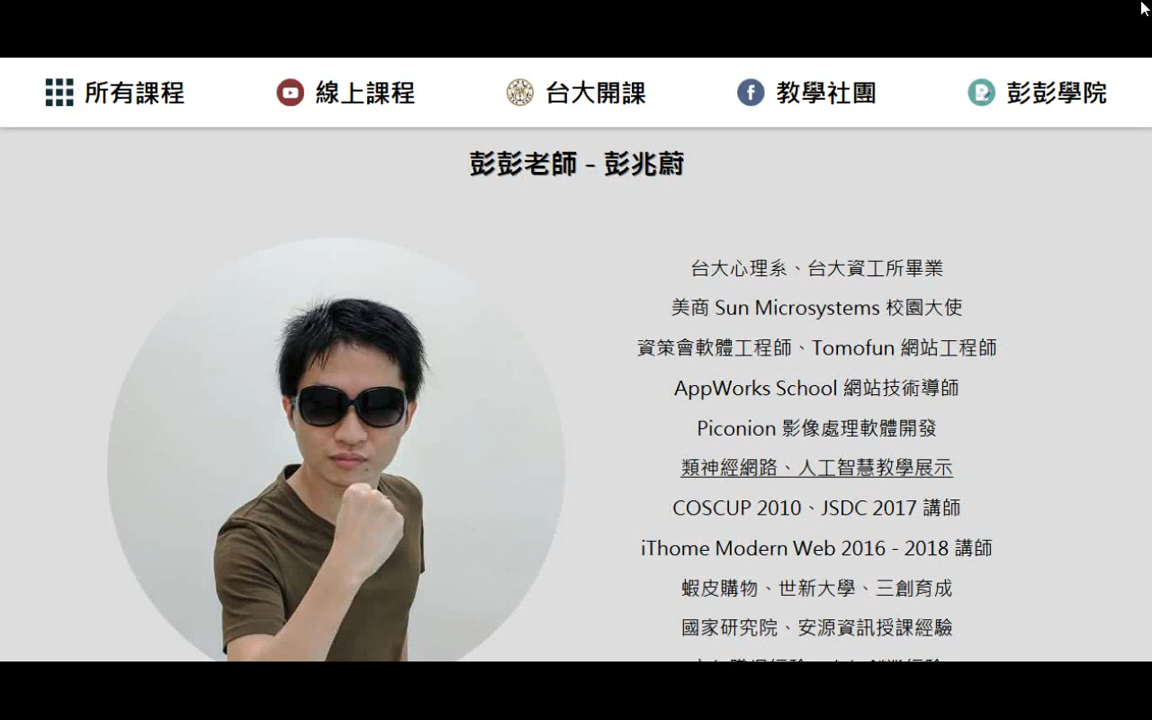 所有課程
線上課程
台大開課
教學社團
彭彭學院
彭彭老師 - 彭兆蔚
台大心理系、台大資工所畢業
美商 Sun Microsystems 校園大使
資策會軟體工程師、Tomofun 網站工程師
AppWorks School 網站技術導師
Piconion 影像處理軟體開發
類神經網路、人工智慧教學展示
COSCUP 2010、JSDC 2017 講師
iThome Modern Web 2016 - 2018 講師
蝦皮購物、世新大學、三創育成
國家研究院、安源資訊授課經驗